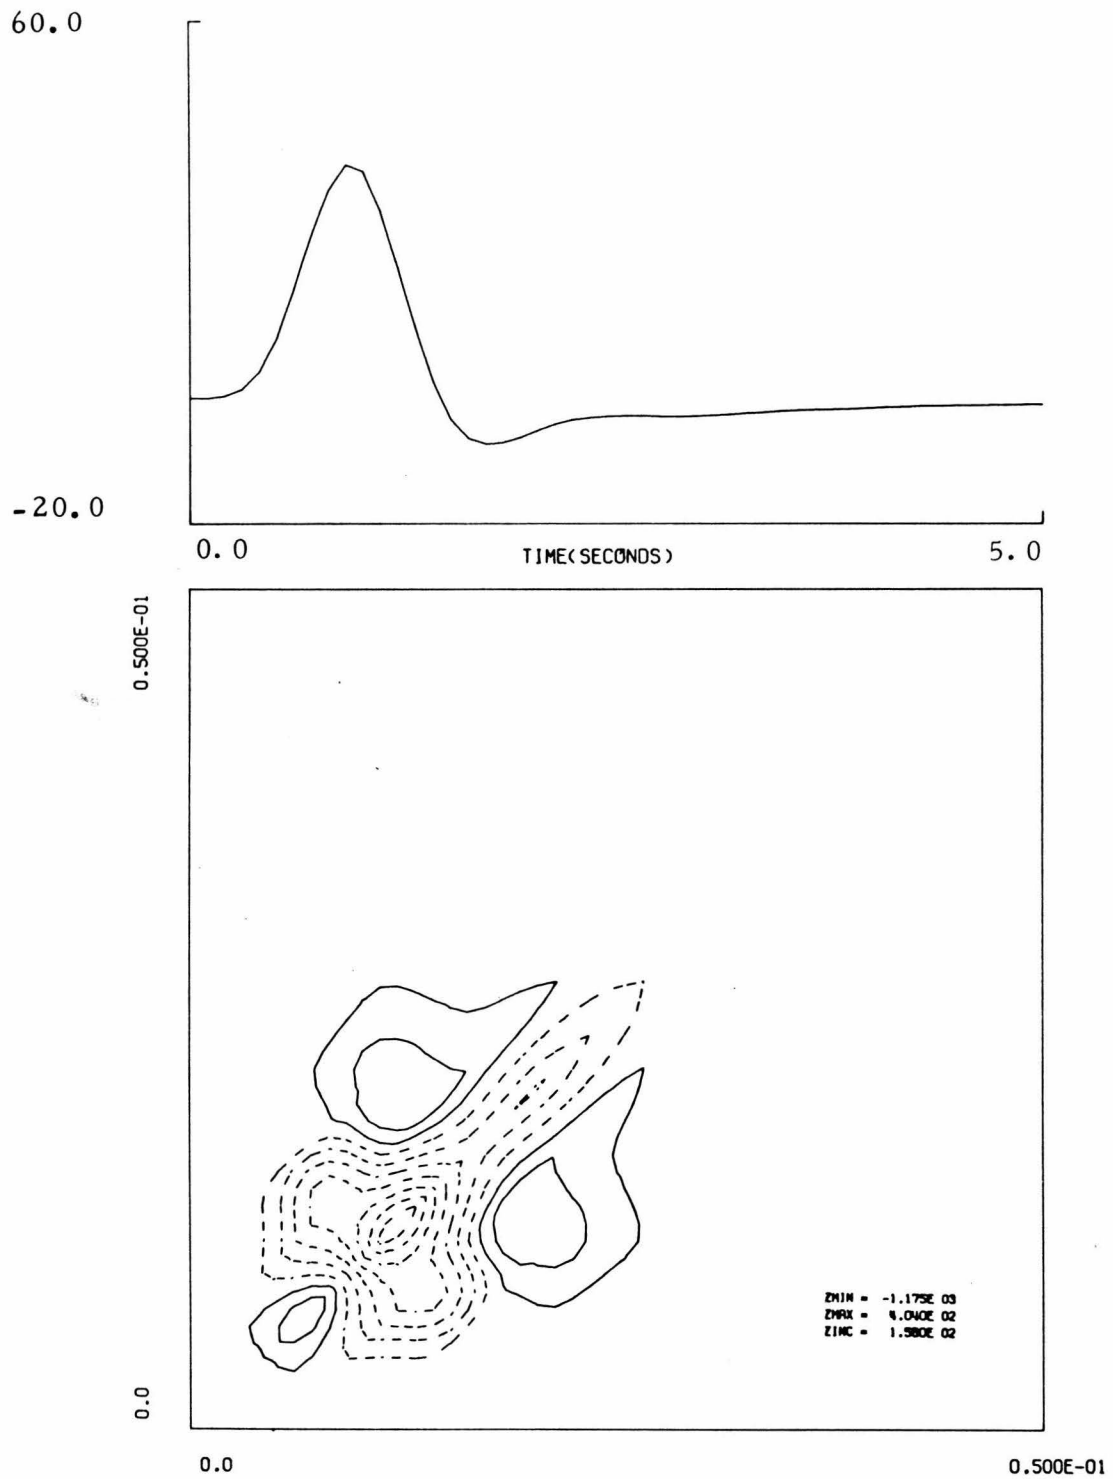 60.0
-20.0
0.0 TIME(SECONDS) 5.0
0.500E-01
ZMIN = -1.175E 03
ZMAX = 4.040E 02
ZINC = 1.580E 02
0.0
0.0 0.500E-01